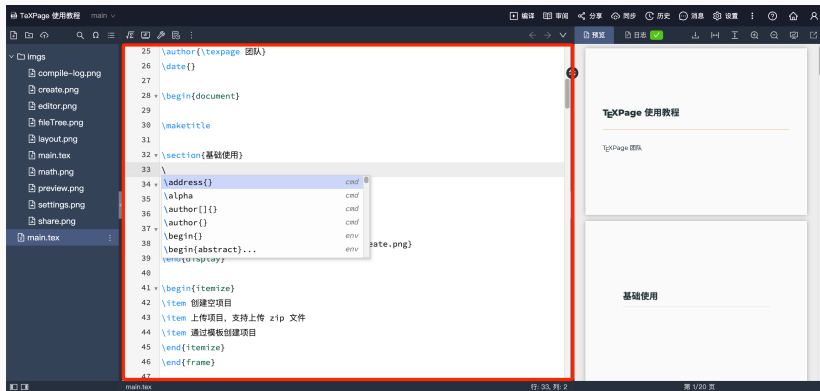 TeXPage 使用教程 main
编译 审阅 分享 同步 历史 消息 设置
预览 日志
imgs
compile-log.png
create.png
editor.png
fileTree.png
layout.png
main.tex
math.png
preview.png
settings.png
share.png
main.tex
25 \author{\texpage 团队}
26 \date{}
27
28 \begin{document}
29
30 \maketitle
31
32 \section{基础使用}
33 \
34 \address{} cmd
35 \alpha cmd
36 \author[]{} cmd
\author{} cmd
37 \begin{} env
38 \begin{abstract}... env eate.png}
39 \end{display}
40
41 \begin{itemize}
42 \item 创建空项目
43 \item 上传项目，支持上传 zip 文件
44 \item 通过模板创建项目
45 \end{itemize}
46 \end{frame}
47
TeXPage 使用教程
TeXPage 团队
基础使用
main.tex 行: 33, 列: 2 第 1/20 页